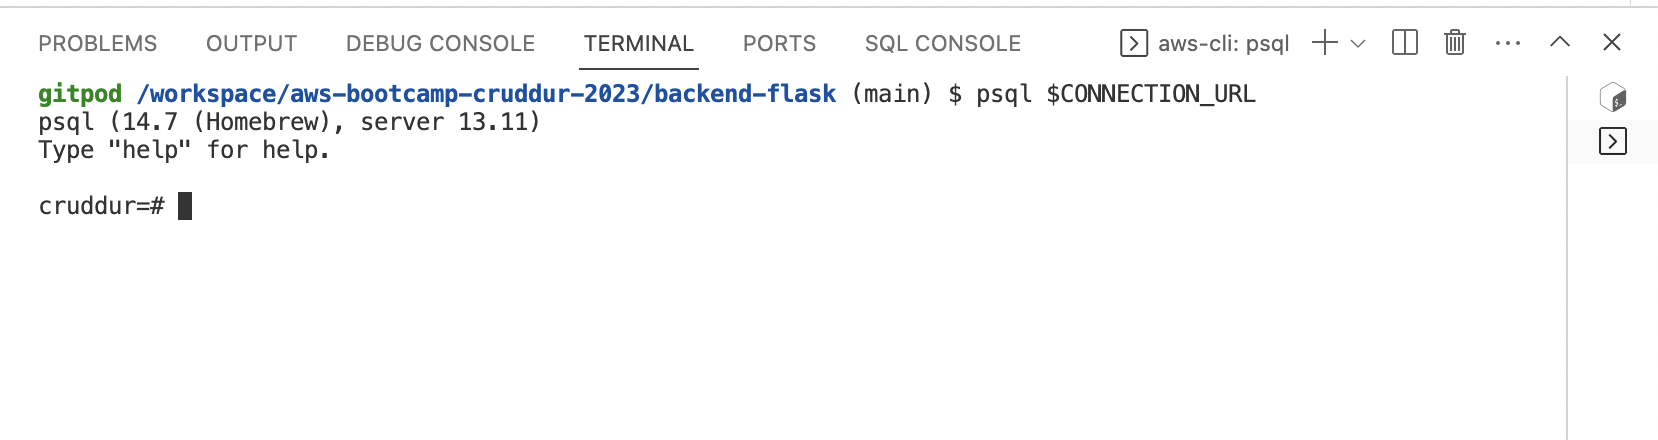 PROBLEMS OUTPUT DEBUG CONSOLE TERMINAL PORTS SQL CONSOLE aws-cli: psql
gitpod /workspace/aws-bootcamp-cruddur-2023/backend-flask (main) $ psql $CONNECTION_URL
psql (14.7 (Homebrew), server 13.11)
Type "help" for help.
cruddur=#